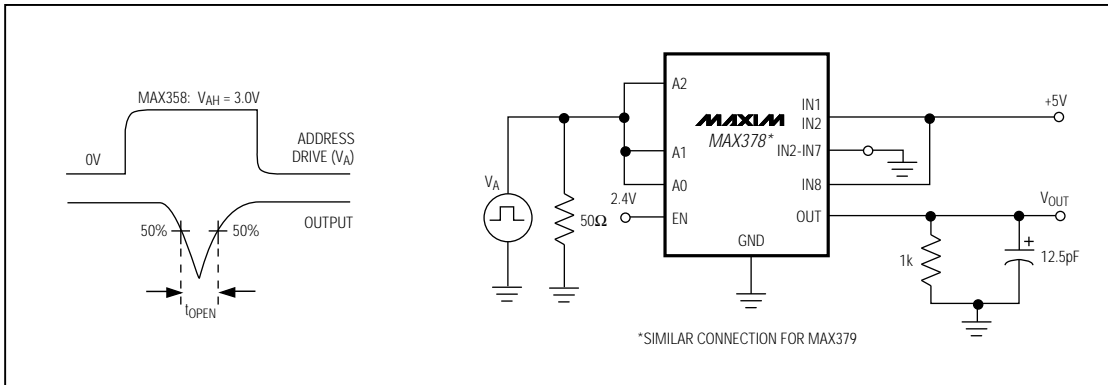 MAX358: VAH = 3.0V
0V
ADDRESS
DRIVE (VA)
OUTPUT
50%
50%
tOPEN
VA
50Ω
2.4V
A2
A1
A0
EN
MAXIM
MAX378*
GND
IN1
IN2
IN2-IN7
IN8
OUT
+5V
VOUT
1k
+
12.5pF
*SIMILAR CONNECTION FOR MAX379